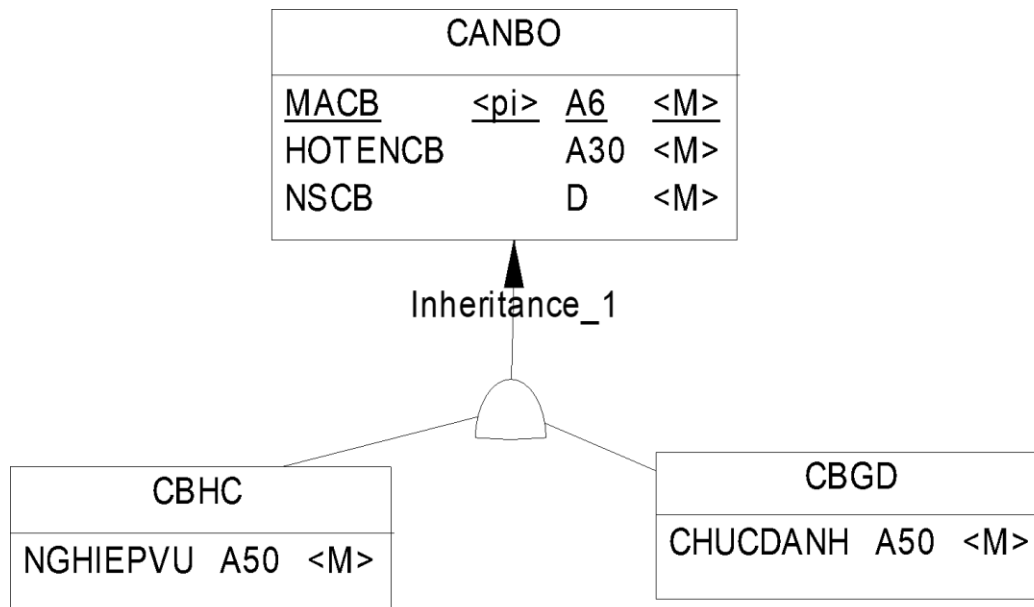 CANBO
MACB <pi> A6 <M>
HOTENCB A30 <M>
NSCB D <M>
Inheritance_1
CBHC
NGHIEPVU A50 <M>
CBGD
CHUCDANH A50 <M>